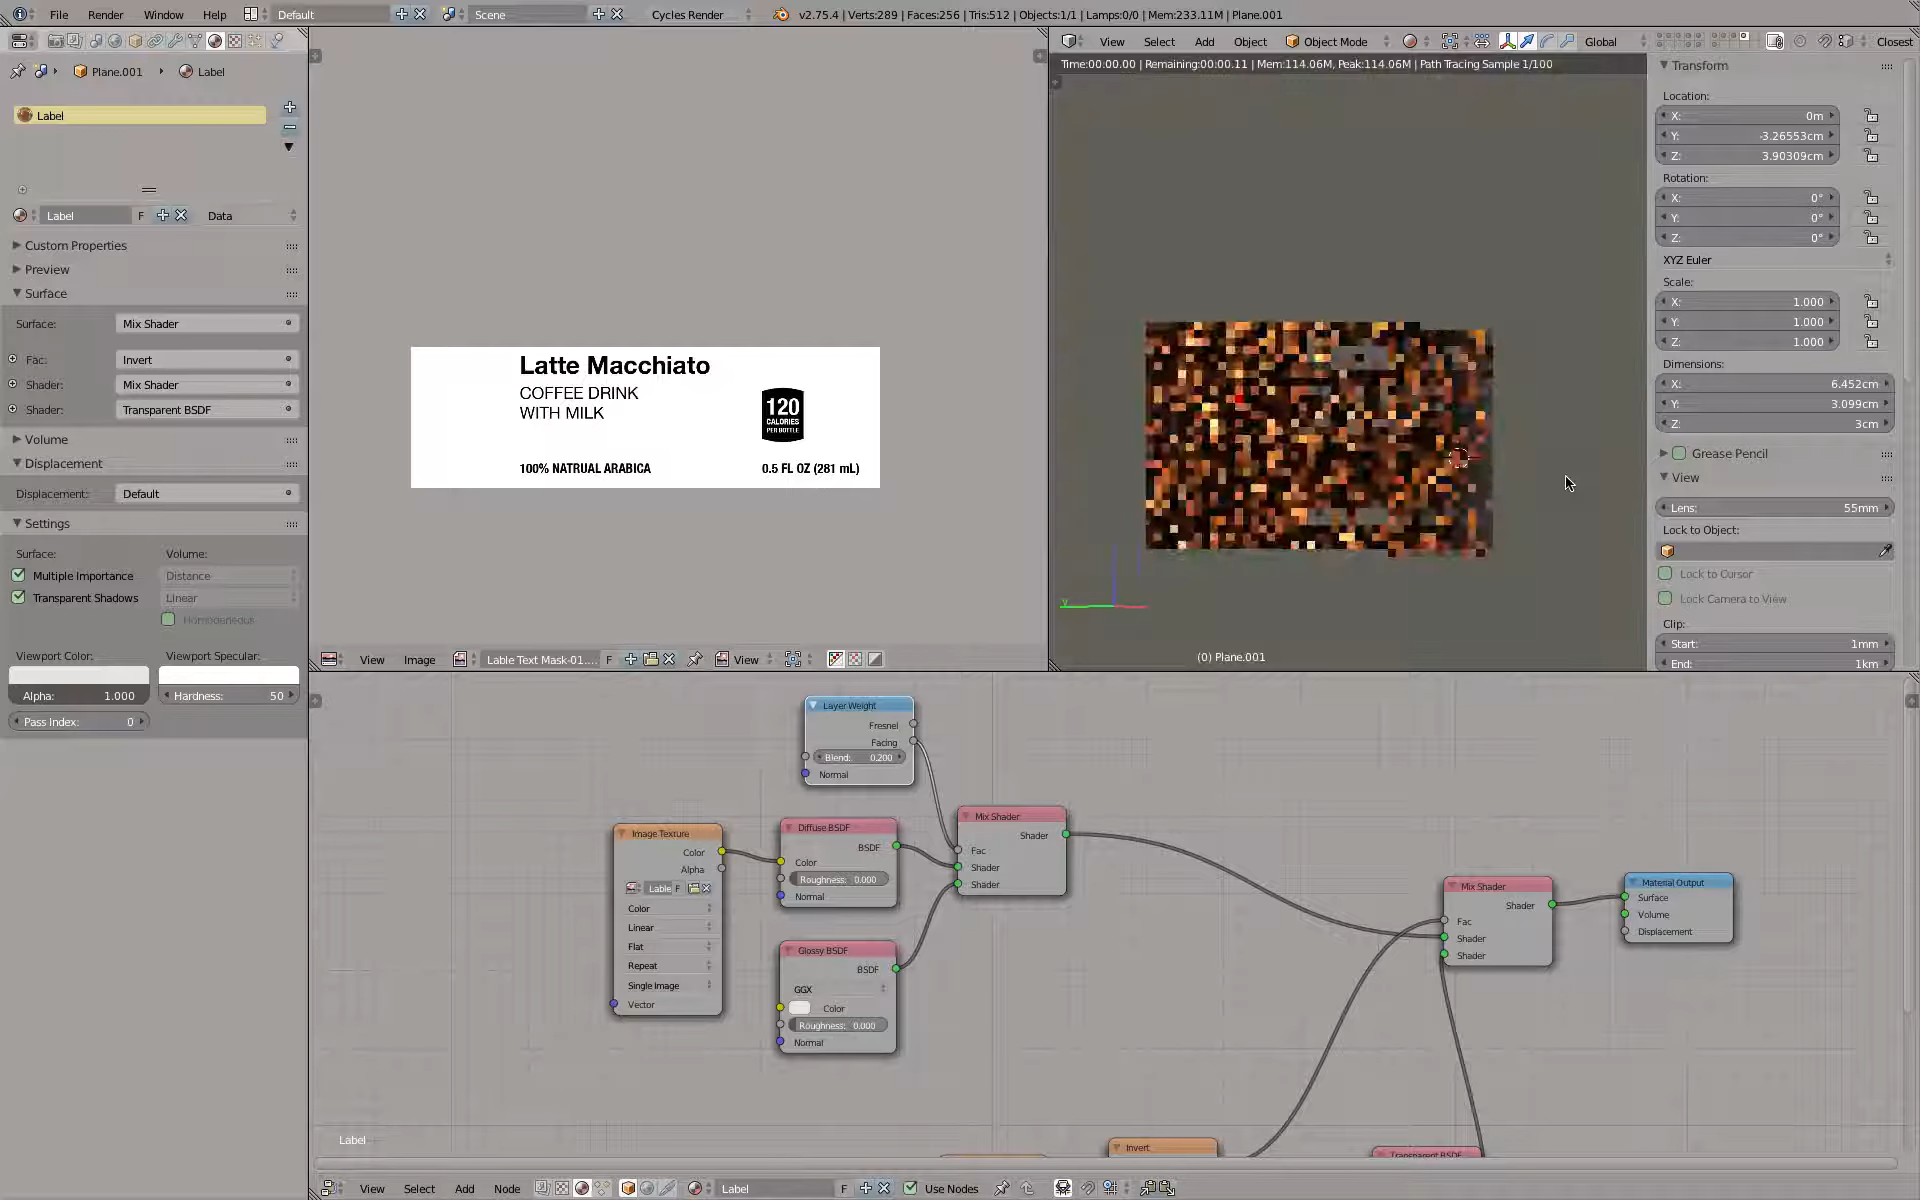 File Render Window Help Default Scene Cycles Render v2.75.4 | Verts:289 | Faces:256 | Tris:512 | Objects:1/1 | Lamps:0/0 | Mem:233.11M | Plane.001
View Select Add Object Object Mode Global Closest
Plane.001 Label
Label
Label F Data
Custom Properties
Preview
Surface
Surface: Mix Shader
Fac: Invert
Shader: Mix Shader
Shader: Transparent BSDF
Volume
Displacement
Displacement: Default
Settings
Surface: Volume:
Multiple Importance Distance
Transparent Shadows Linear
Homogeneous
Viewport Color: Viewport Specular:
Alpha: 1.000 Hardness: 50
Pass Index: 0
Latte Macchiato
COFFEE DRINK
WITH MILK
120
CALORIES
PER BOTTLE
100% NATRUAL ARABICA 0.5 FL OZ (281 mL)
View Image Lable Text Mask-01.... F View
Time:00:00.00 | Remaining:00:00.11 | Mem:114.06M, Peak:114.06M | Path Tracing Sample 1/100
Y
(0) Plane.001
Transform
Location:
X: 0m
Y: -3.26553cm
Z: 3.90309cm
Rotation:
X: 0°
Y: 0°
Z: 0°
XYZ Euler
Scale:
X: 1.000
Y: 1.000
Z: 1.000
Dimensions:
X: 6.452cm
Y: 3.099cm
Z: 3cm
Grease Pencil
View
Lens: 55mm
Lock to Object:
Lock to Cursor
Lock Camera to View
Clip:
Start: 1mm
End: 1km
Layer Weight
Fresnel
Facing
Blend: 0.200
Normal
Image Texture
Color
Alpha
Lable F
Color
Linear
Flat
Repeat
Single Image
Vector
Diffuse BSDF
BSDF
Color
Roughness: 0.000
Normal
Glossy BSDF
BSDF
GGX
Color
Roughness: 0.000
Normal
Mix Shader
Shader
Fac
Shader
Shader
Mix Shader
Shader
Fac
Shader
Shader
Material Output
Surface
Volume
Displacement
Label
Invert
Transparent BSDF
View Select Add Node Label F Use Nodes